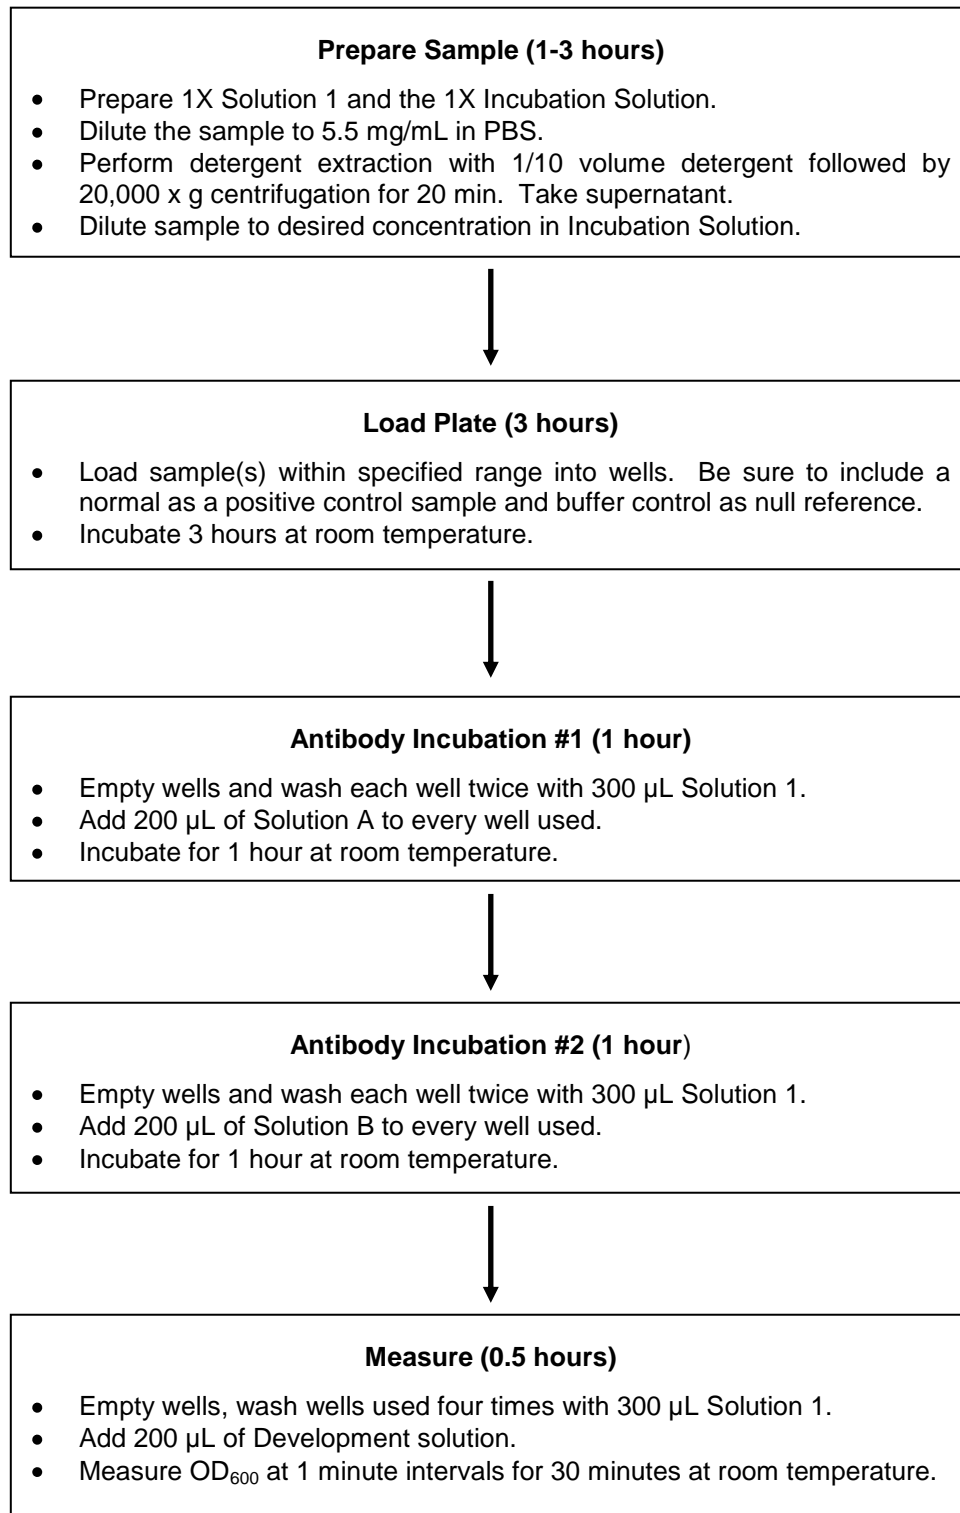 Prepare Sample (1-3 hours)
• Prepare 1X Solution 1 and the 1X Incubation Solution.
• Dilute the sample to 5.5 mg/mL in PBS.
• Perform detergent extraction with 1/10 volume detergent followed by
20,000 x g centrifugation for 20 min. Take supernatant.
• Dilute sample to desired concentration in Incubation Solution.
Load Plate (3 hours)
• Load sample(s) within specified range into wells. Be sure to include a
normal as a positive control sample and buffer control as null reference.
• Incubate 3 hours at room temperature.
Antibody Incubation #1 (1 hour)
• Empty wells and wash each well twice with 300 µL Solution 1.
• Add 200 µL of Solution A to every well used.
• Incubate for 1 hour at room temperature.
Antibody Incubation #2 (1 hour)
• Empty wells and wash each well twice with 300 µL Solution 1.
• Add 200 µL of Solution B to every well used.
• Incubate for 1 hour at room temperature.
Measure (0.5 hours)
• Empty wells, wash wells used four times with 300 µL Solution 1.
• Add 200 µL of Development solution.
• Measure OD₆₀₀ at 1 minute intervals for 30 minutes at room temperature.